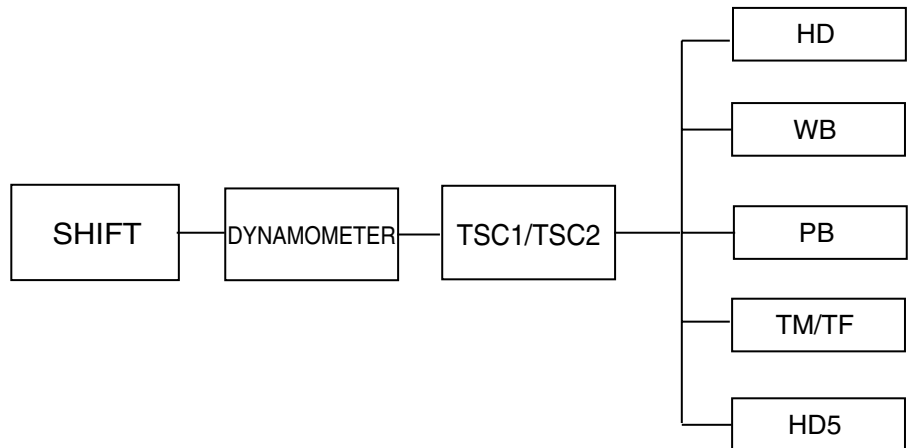 SHIFT
DYNAMOMETER
TSC1/TSC2
HD
WB
PB
TM/TF
HD5